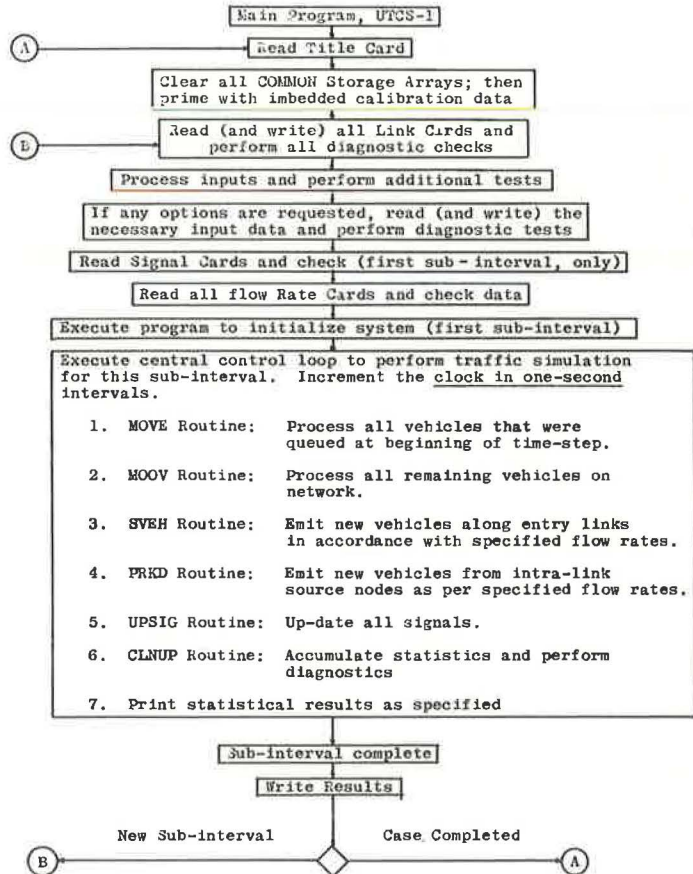 Main Program, UTCS-1
A
Read Title Card
Clear all COMMON Storage Arrays; then
prime with imbedded calibration data
B
Read (and write) all Link Cards and
perform all diagnostic checks
Process inputs and perform additional tests
If any options are requested, read (and write) the
necessary input data and perform diagnostic tests
Read Signal Cards and check (first sub-interval, only)
Read all flow Rate Cards and check data
Execute program to initialize system (first sub-interval)
Execute central control loop to perform traffic simulation
for this sub-interval. Increment the clock in one-second
intervals.
1. MOVE Routine: Process all vehicles that were
queued at beginning of time-step.
2. MOOV Routine: Process all remaining vehicles on
network.
3. SVEH Routine: Emit new vehicles along entry links
in accordance with specified flow rates.
4. PRKD Routine: Emit new vehicles from intra-link
source nodes as per specified flow rates.
5. UPSIG Routine: Up-date all signals.
6. CLNUP Routine: Accumulate statistics and perform
diagnostics
7. Print statistical results as specified
Sub-interval complete
Write Results
New Sub-interval Case Completed
B A